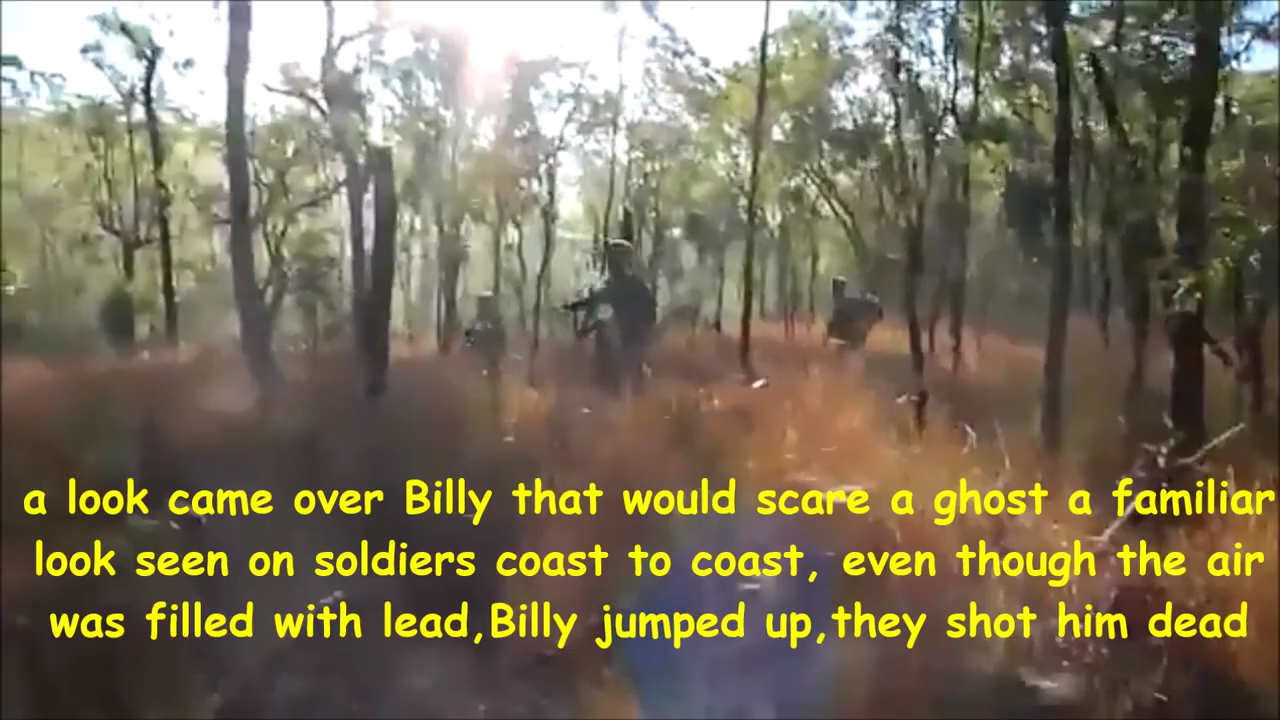 a look came over Billy that would scare a ghost a familiar
look seen on soldiers coast to coast, even though the air
was filled with lead,Billy jumped up,they shot him dead